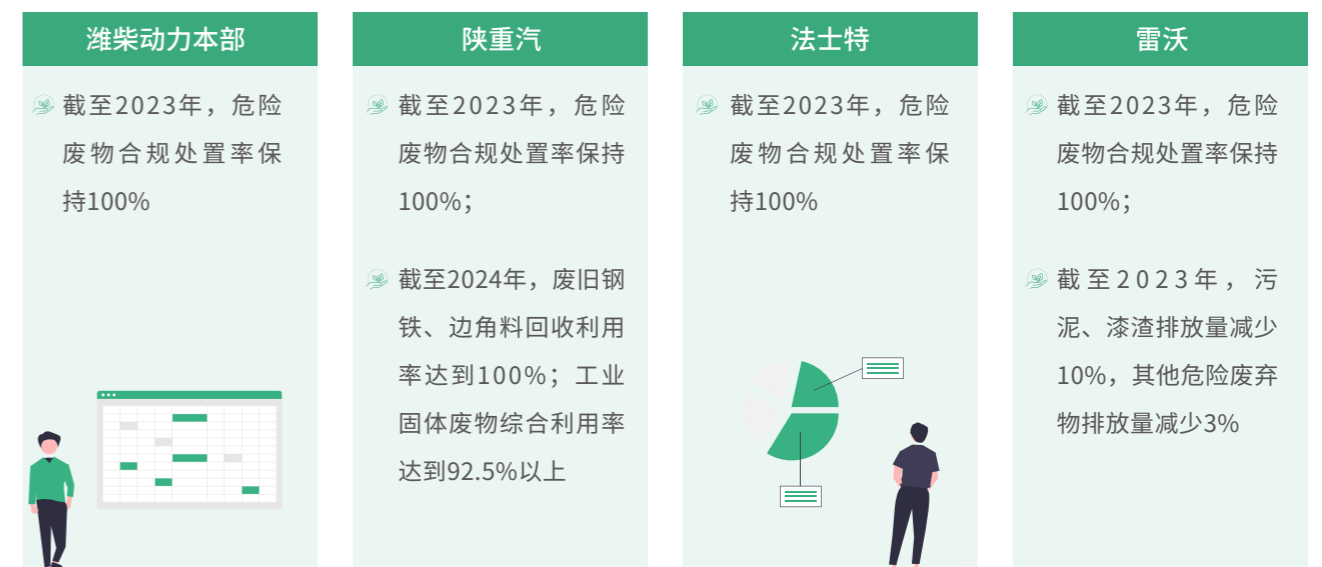 潍柴动力本部
截至2023年，危险
废物合规处置率保
持100%
陕重汽
截至2023年，危险
废物合规处置率保持
100%；
截至2024年，废旧钢
铁、边角料回收利用
率达到100%；工业
固体废物综合利用率
达到92.5%以上
法士特
截至2023年，危险
废物合规处置率保
持100%
雷沃
截至2023年，危险
废物合规处置率保持
100%；
截至2023年，污
泥、漆渣排放量减少
10%，其他危险废弃
物排放量减少3%